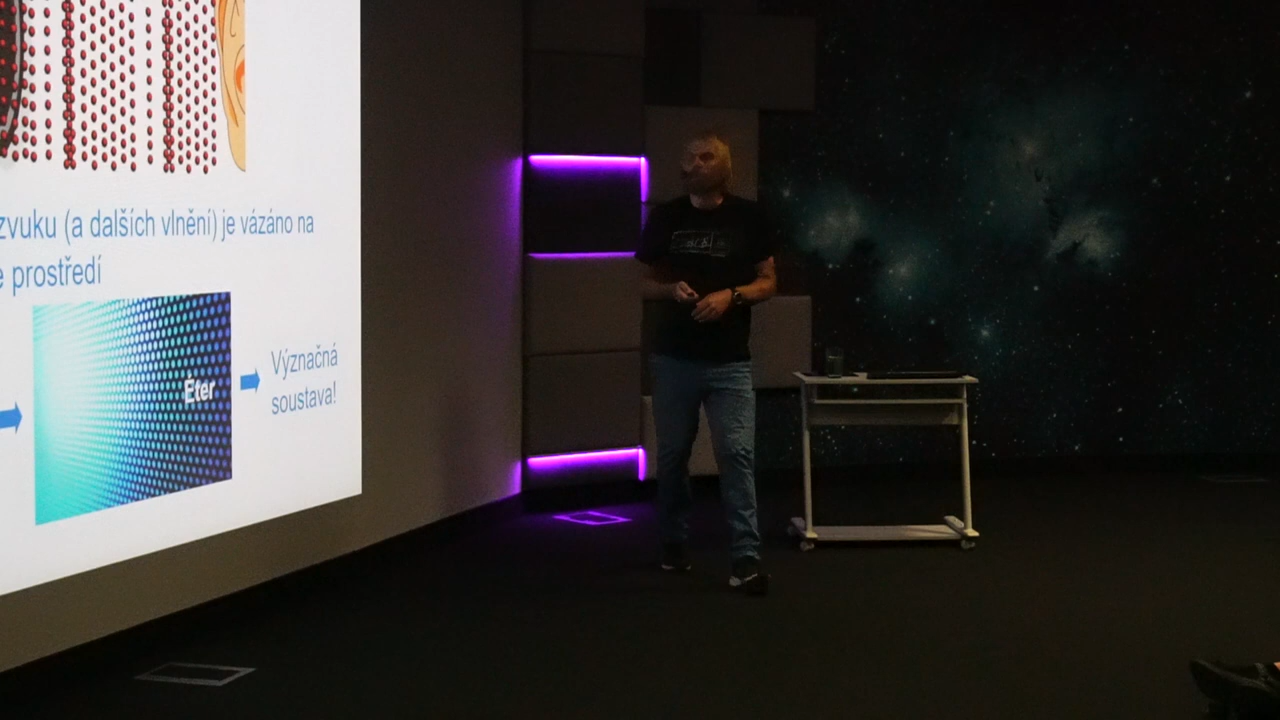 zvuku (a dalších vlnění) je vázáno na
prostředí
Éter
Význačná
soustava!